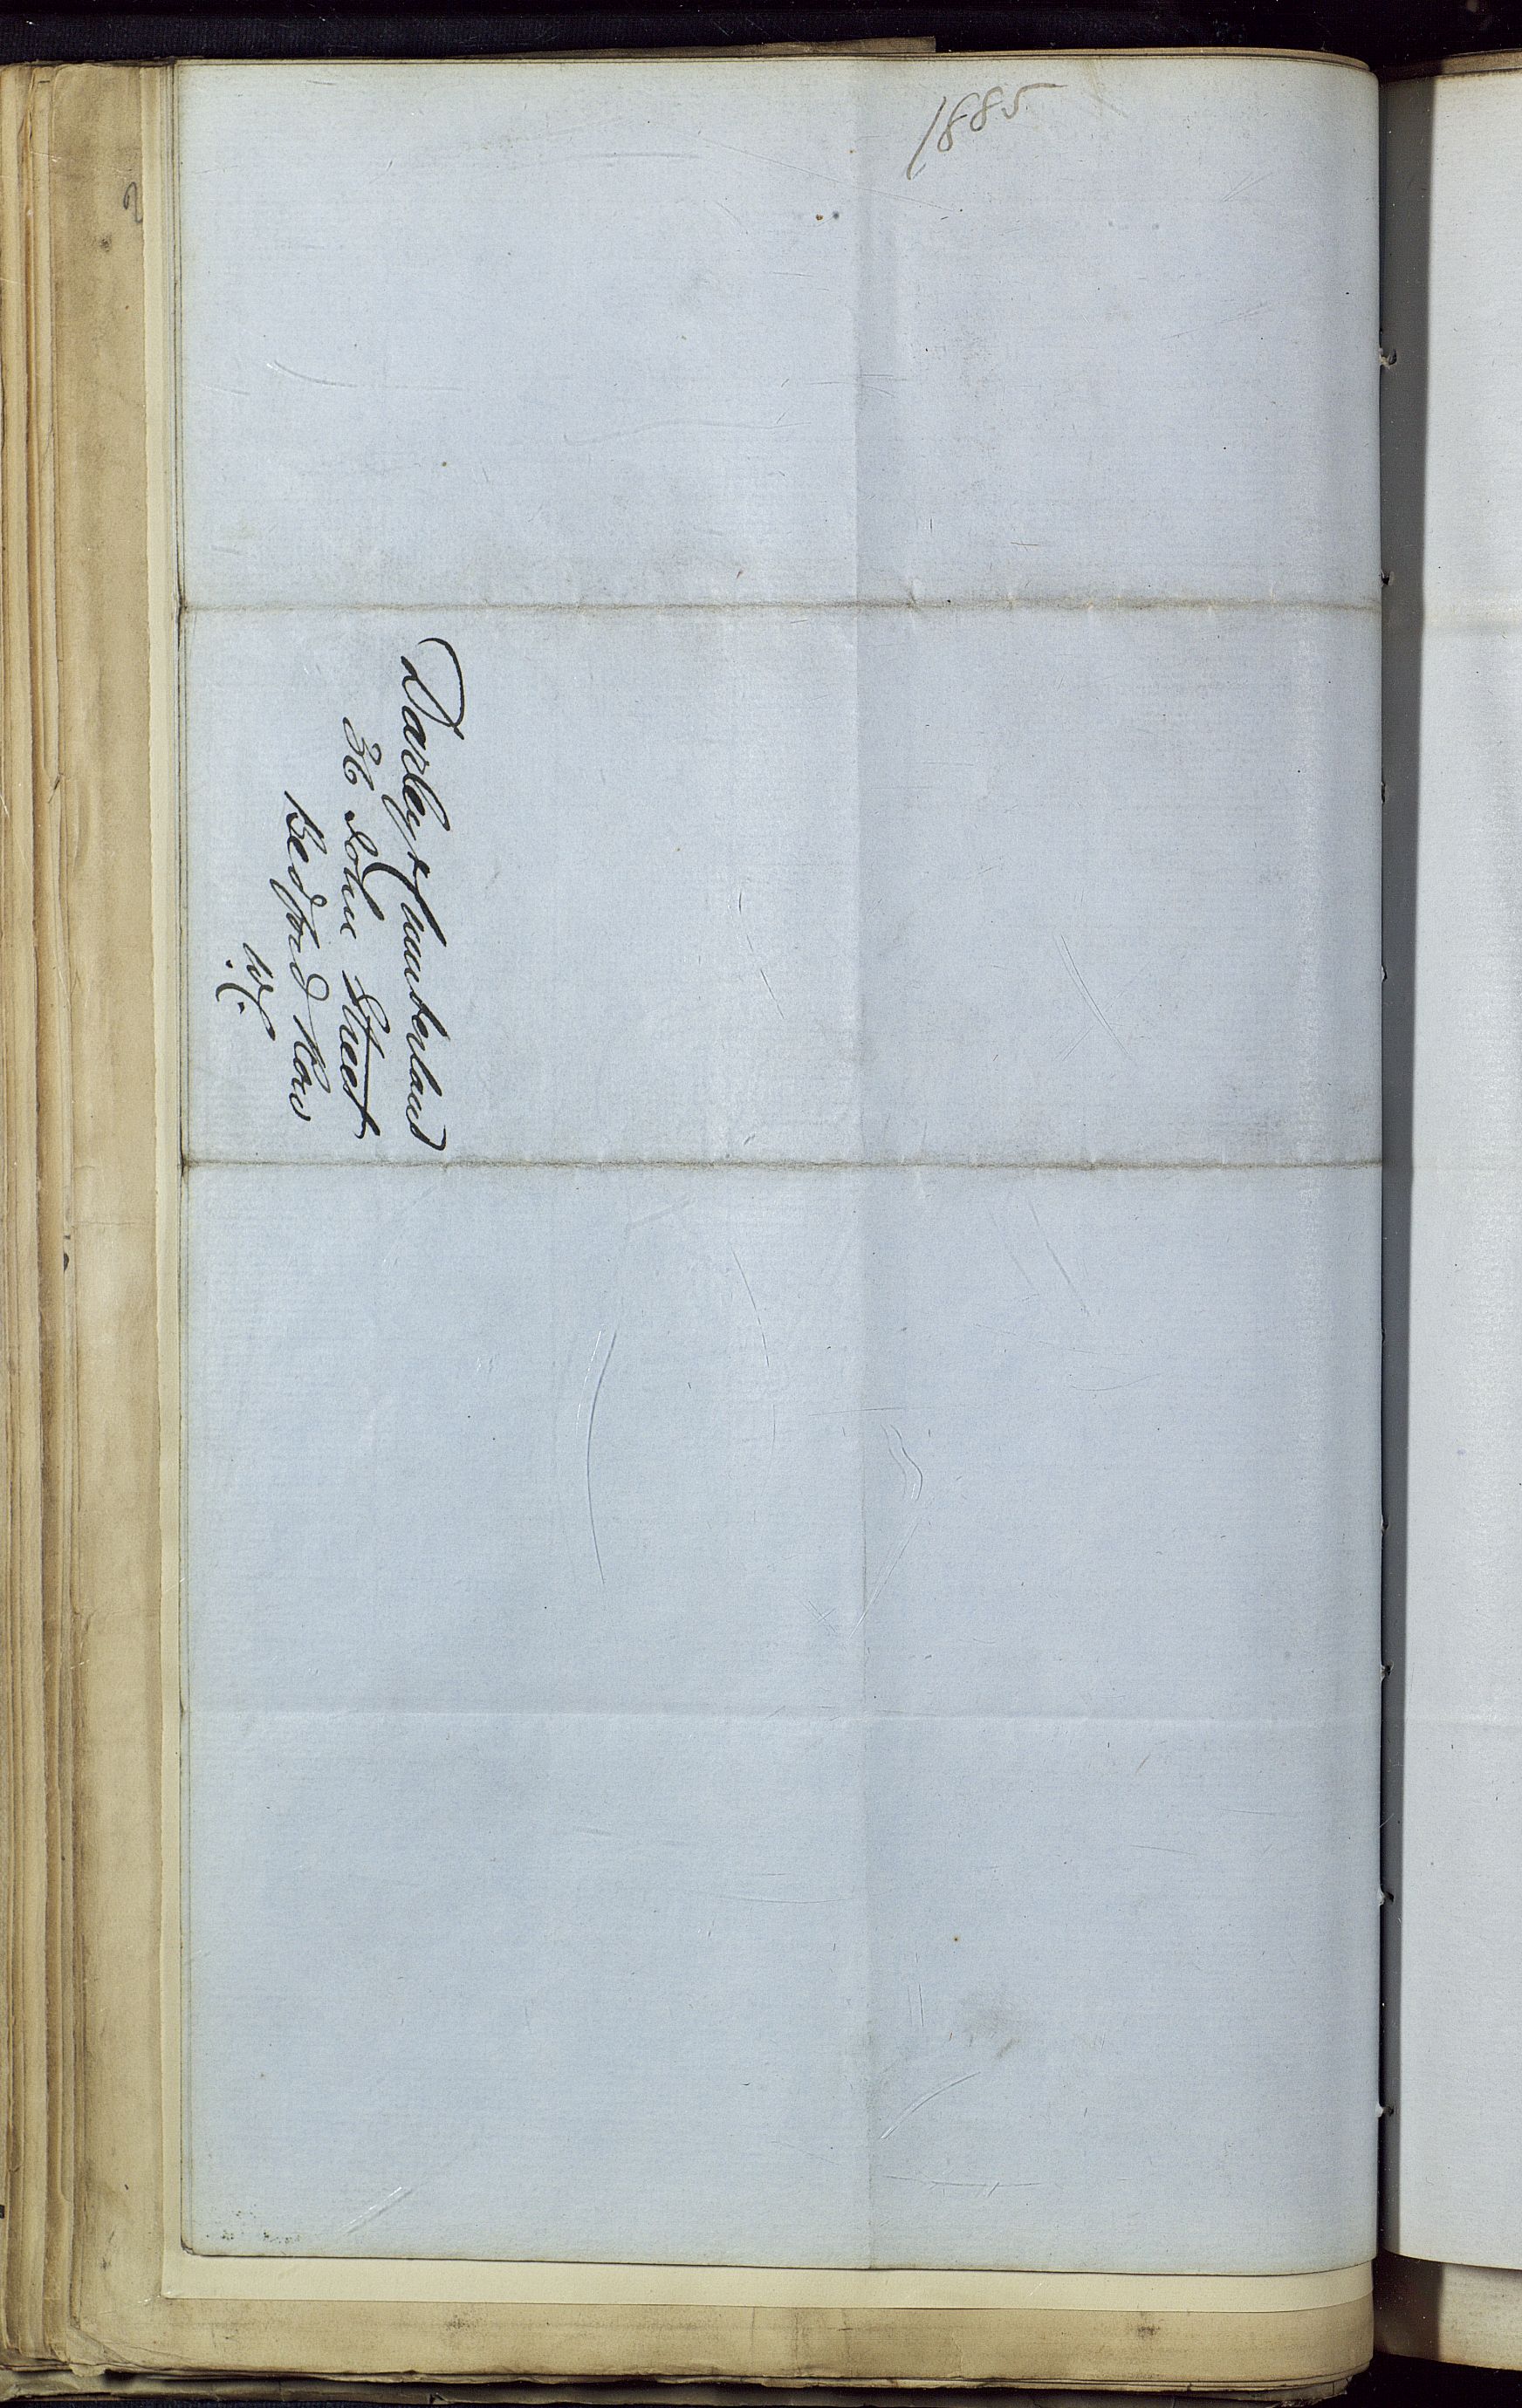 1885
Darley & Cumberland
36 John Street
Bedford Row
W.C.